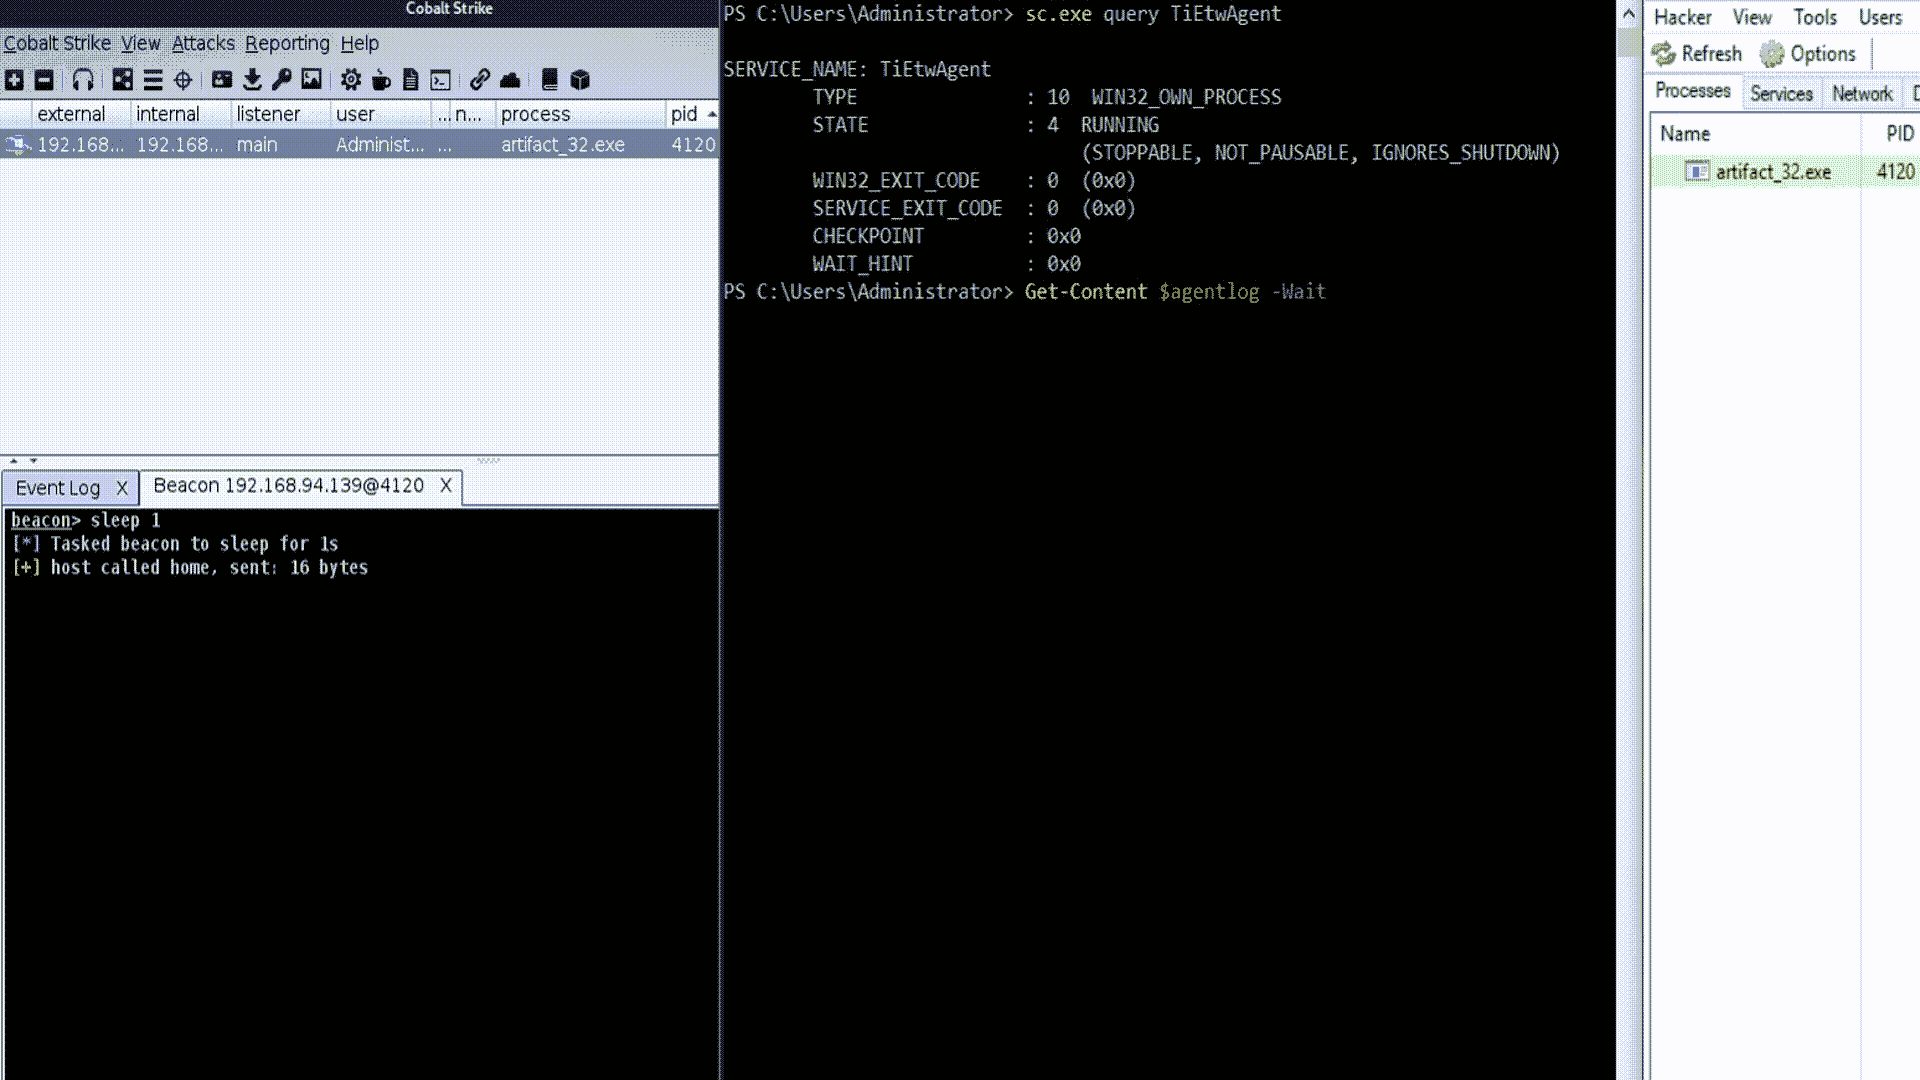 Cobalt Strike
Cobalt Strike View Attacks Reporting Help
external internal listener user ... n... process pid
192.168... 192.168... main Administ... ... artifact_32.exe 4120
Event Log X Beacon 192.168.94.139@4120 X
beacon> sleep 1
[*] Tasked beacon to sleep for 1s
[+] host called home, sent: 16 bytes
PS C:\Users\Administrator> sc.exe query TiEtwAgent
SERVICE_NAME: TiEtwAgent
TYPE : 10 WIN32_OWN_PROCESS
STATE : 4 RUNNING
(STOPPABLE, NOT_PAUSABLE, IGNORES_SHUTDOWN)
WIN32_EXIT_CODE : 0 (0x0)
SERVICE_EXIT_CODE : 0 (0x0)
CHECKPOINT : 0x0
WAIT_HINT : 0x0
PS C:\Users\Administrator> Get-Content $agentlog -Wait
Hacker View Tools Users
Refresh Options
Processes Services Network D
Name PID
artifact_32.exe 4120